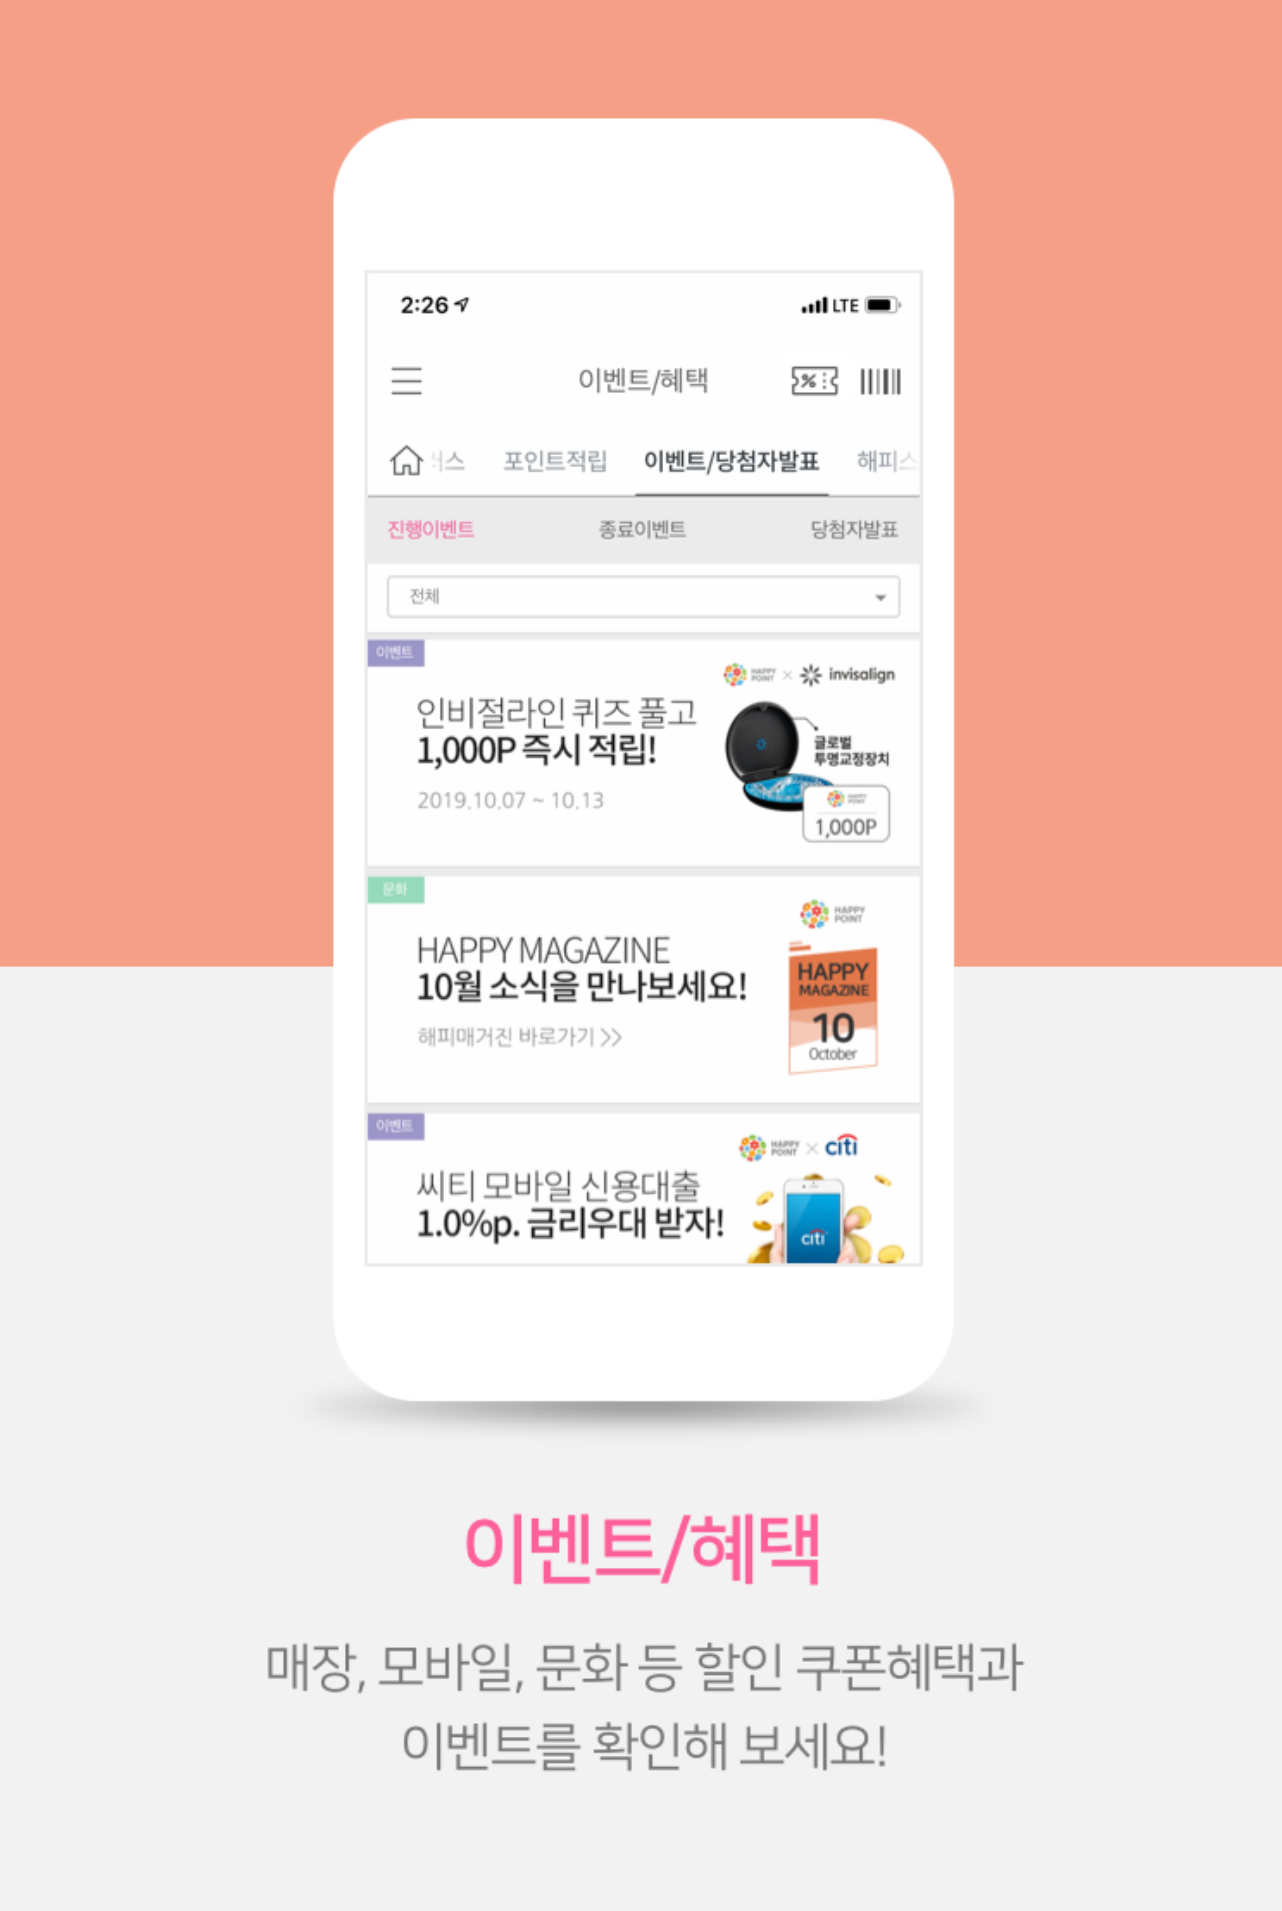 2:26
LTE
이벤트/혜택
포인트적립
이벤트/당첨자발표
해피스
진행이벤트
종료이벤트
당첨자발표
전체
이벤트
HAPPY
POINT
×
invisalign
인비절라인 퀴즈 풀고
1,000P 즉시 적립!
2019.10.07 ~ 10.13
글로벌
투명교정장치
HAPPY
POINT
1,000P
문화
HAPPY
POINT
HAPPY MAGAZINE
10월 소식을 만나보세요!
해피매거진 바로가기 >>
HAPPY
MAGAZINE
10
October
이벤트
HAPPY
POINT
×
citi
씨티 모바일 신용대출
1.0%p. 금리우대 받자!
citi
이벤트/혜택
매장, 모바일, 문화 등 할인 쿠폰혜택과
이벤트를 확인해 보세요!